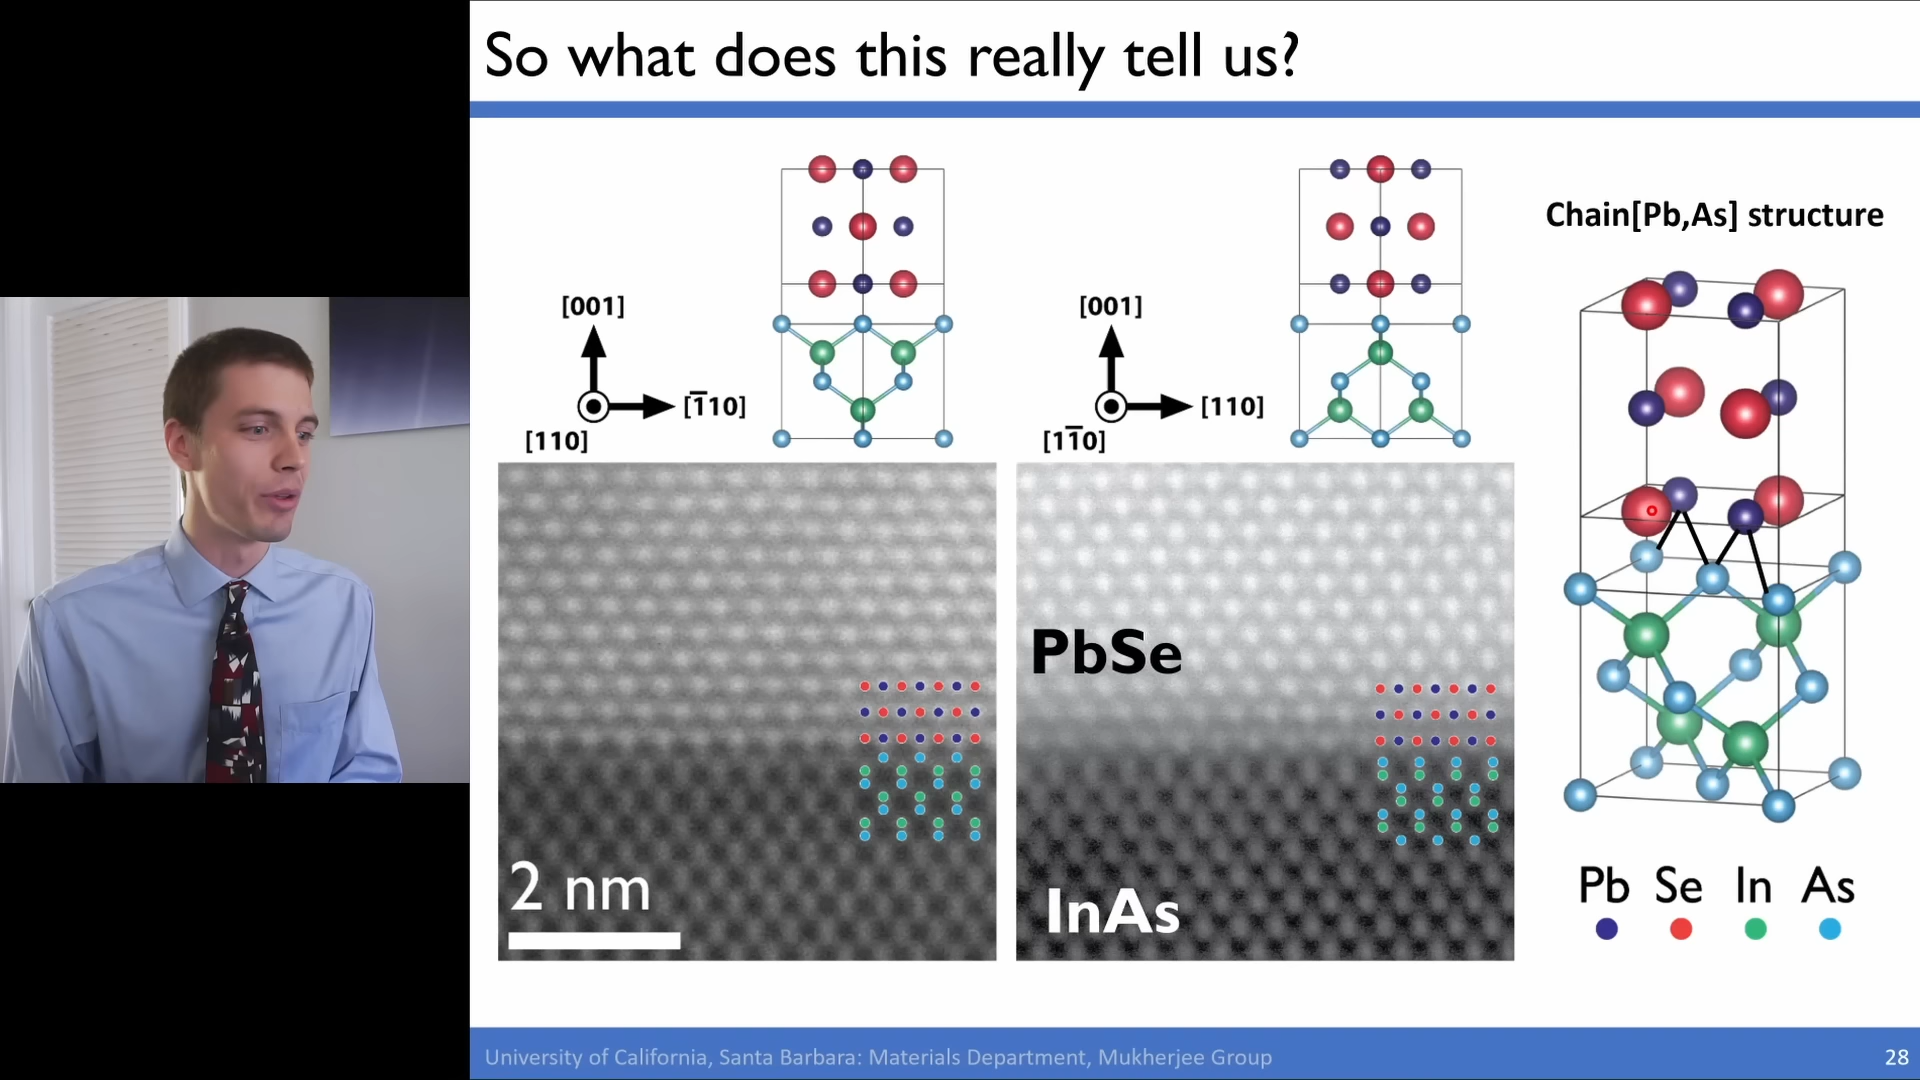 So what does this really tell us?
Chain[Pb,As] structure
[001]
[1̅10]
[110]
[001]
[110]
[11̅0]
PbSe
2 nm
InAs
Pb Se In As
University of California, Santa Barbara: Materials Department, Mukherjee Group
28